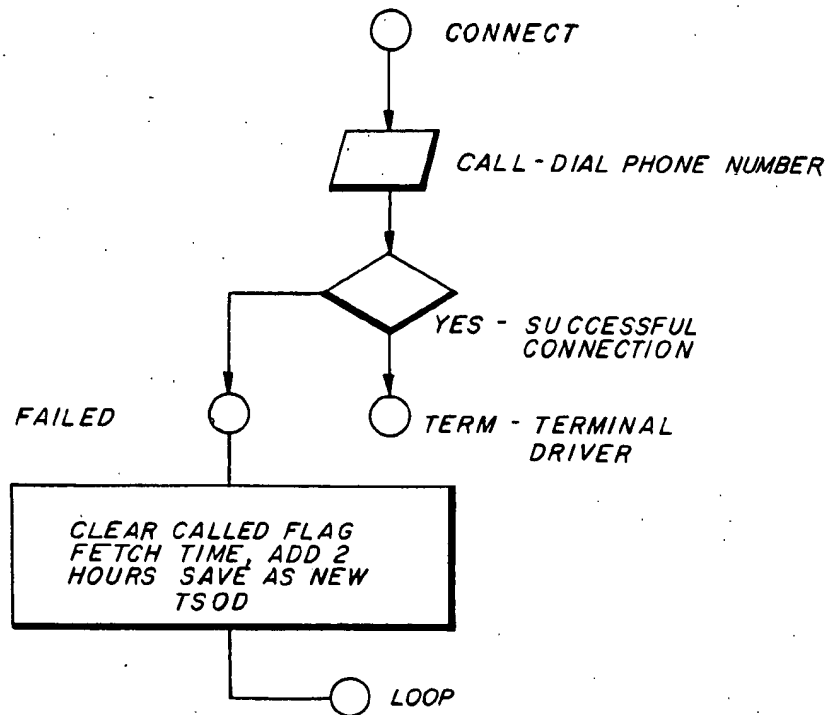 CONNECT
CALL-DIAL PHONE NUMBER
YES - SUCCESSFUL
CONNECTION
FAILED
TERM - TERMINAL
DRIVER
CLEAR CALLED FLAG
FETCH TIME, ADD 2
HOURS SAVE AS NEW
TSOD
LOOP